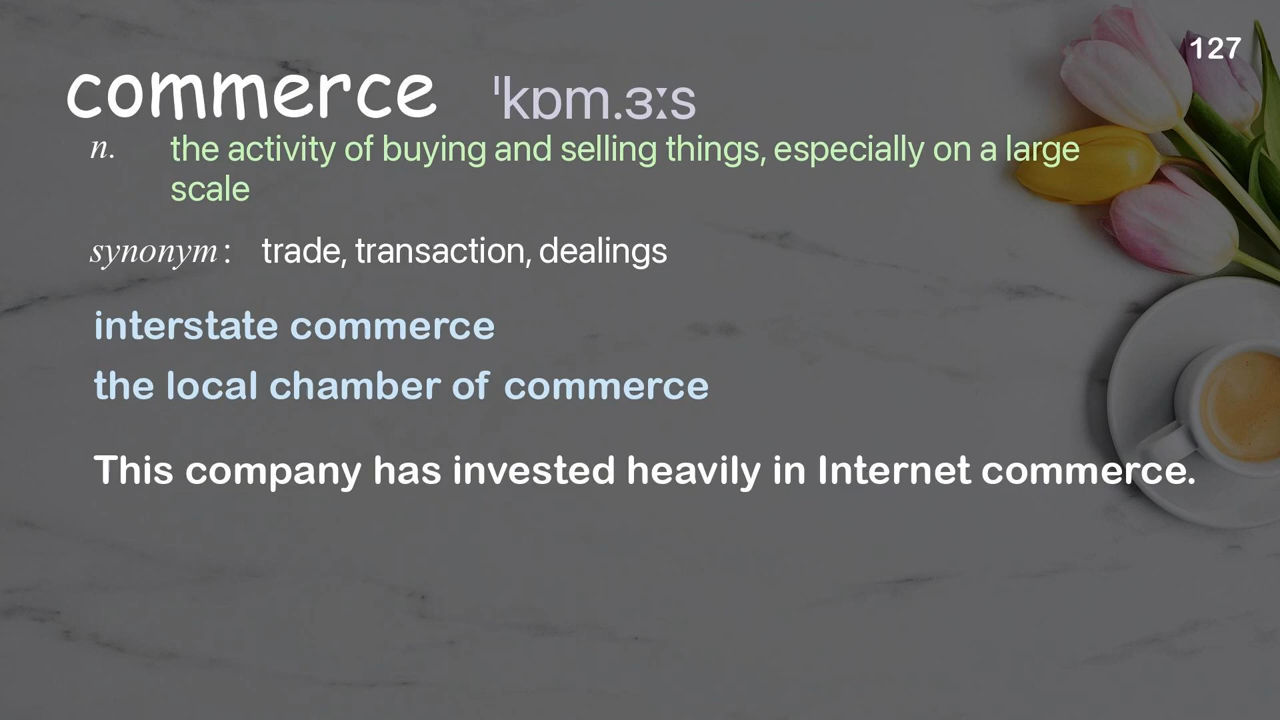 127
commerce ˈkɒm.ɜːs
n. the activity of buying and selling things, especially on a large
scale
synonym: trade, transaction, dealings
interstate commerce
the local chamber of commerce
This company has invested heavily in Internet commerce.